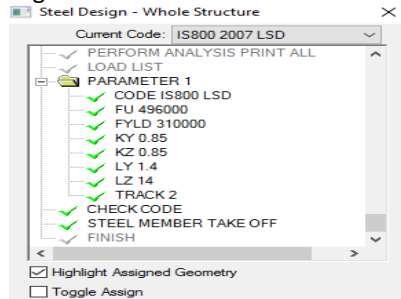 Steel Design - Whole Structure
Current Code: IS800 2007 LSD
PERFORM ANALYSIS PRINT ALL
LOAD LIST
PARAMETER 1
CODE IS800 LSD
FU 496000
FYLD 310000
KY 0.85
KZ 0.85
LY 1.4
LZ 14
TRACK 2
CHECK CODE
STEEL MEMBER TAKE OFF
FINISH
Highlight Assigned Geometry
Toggle Assign